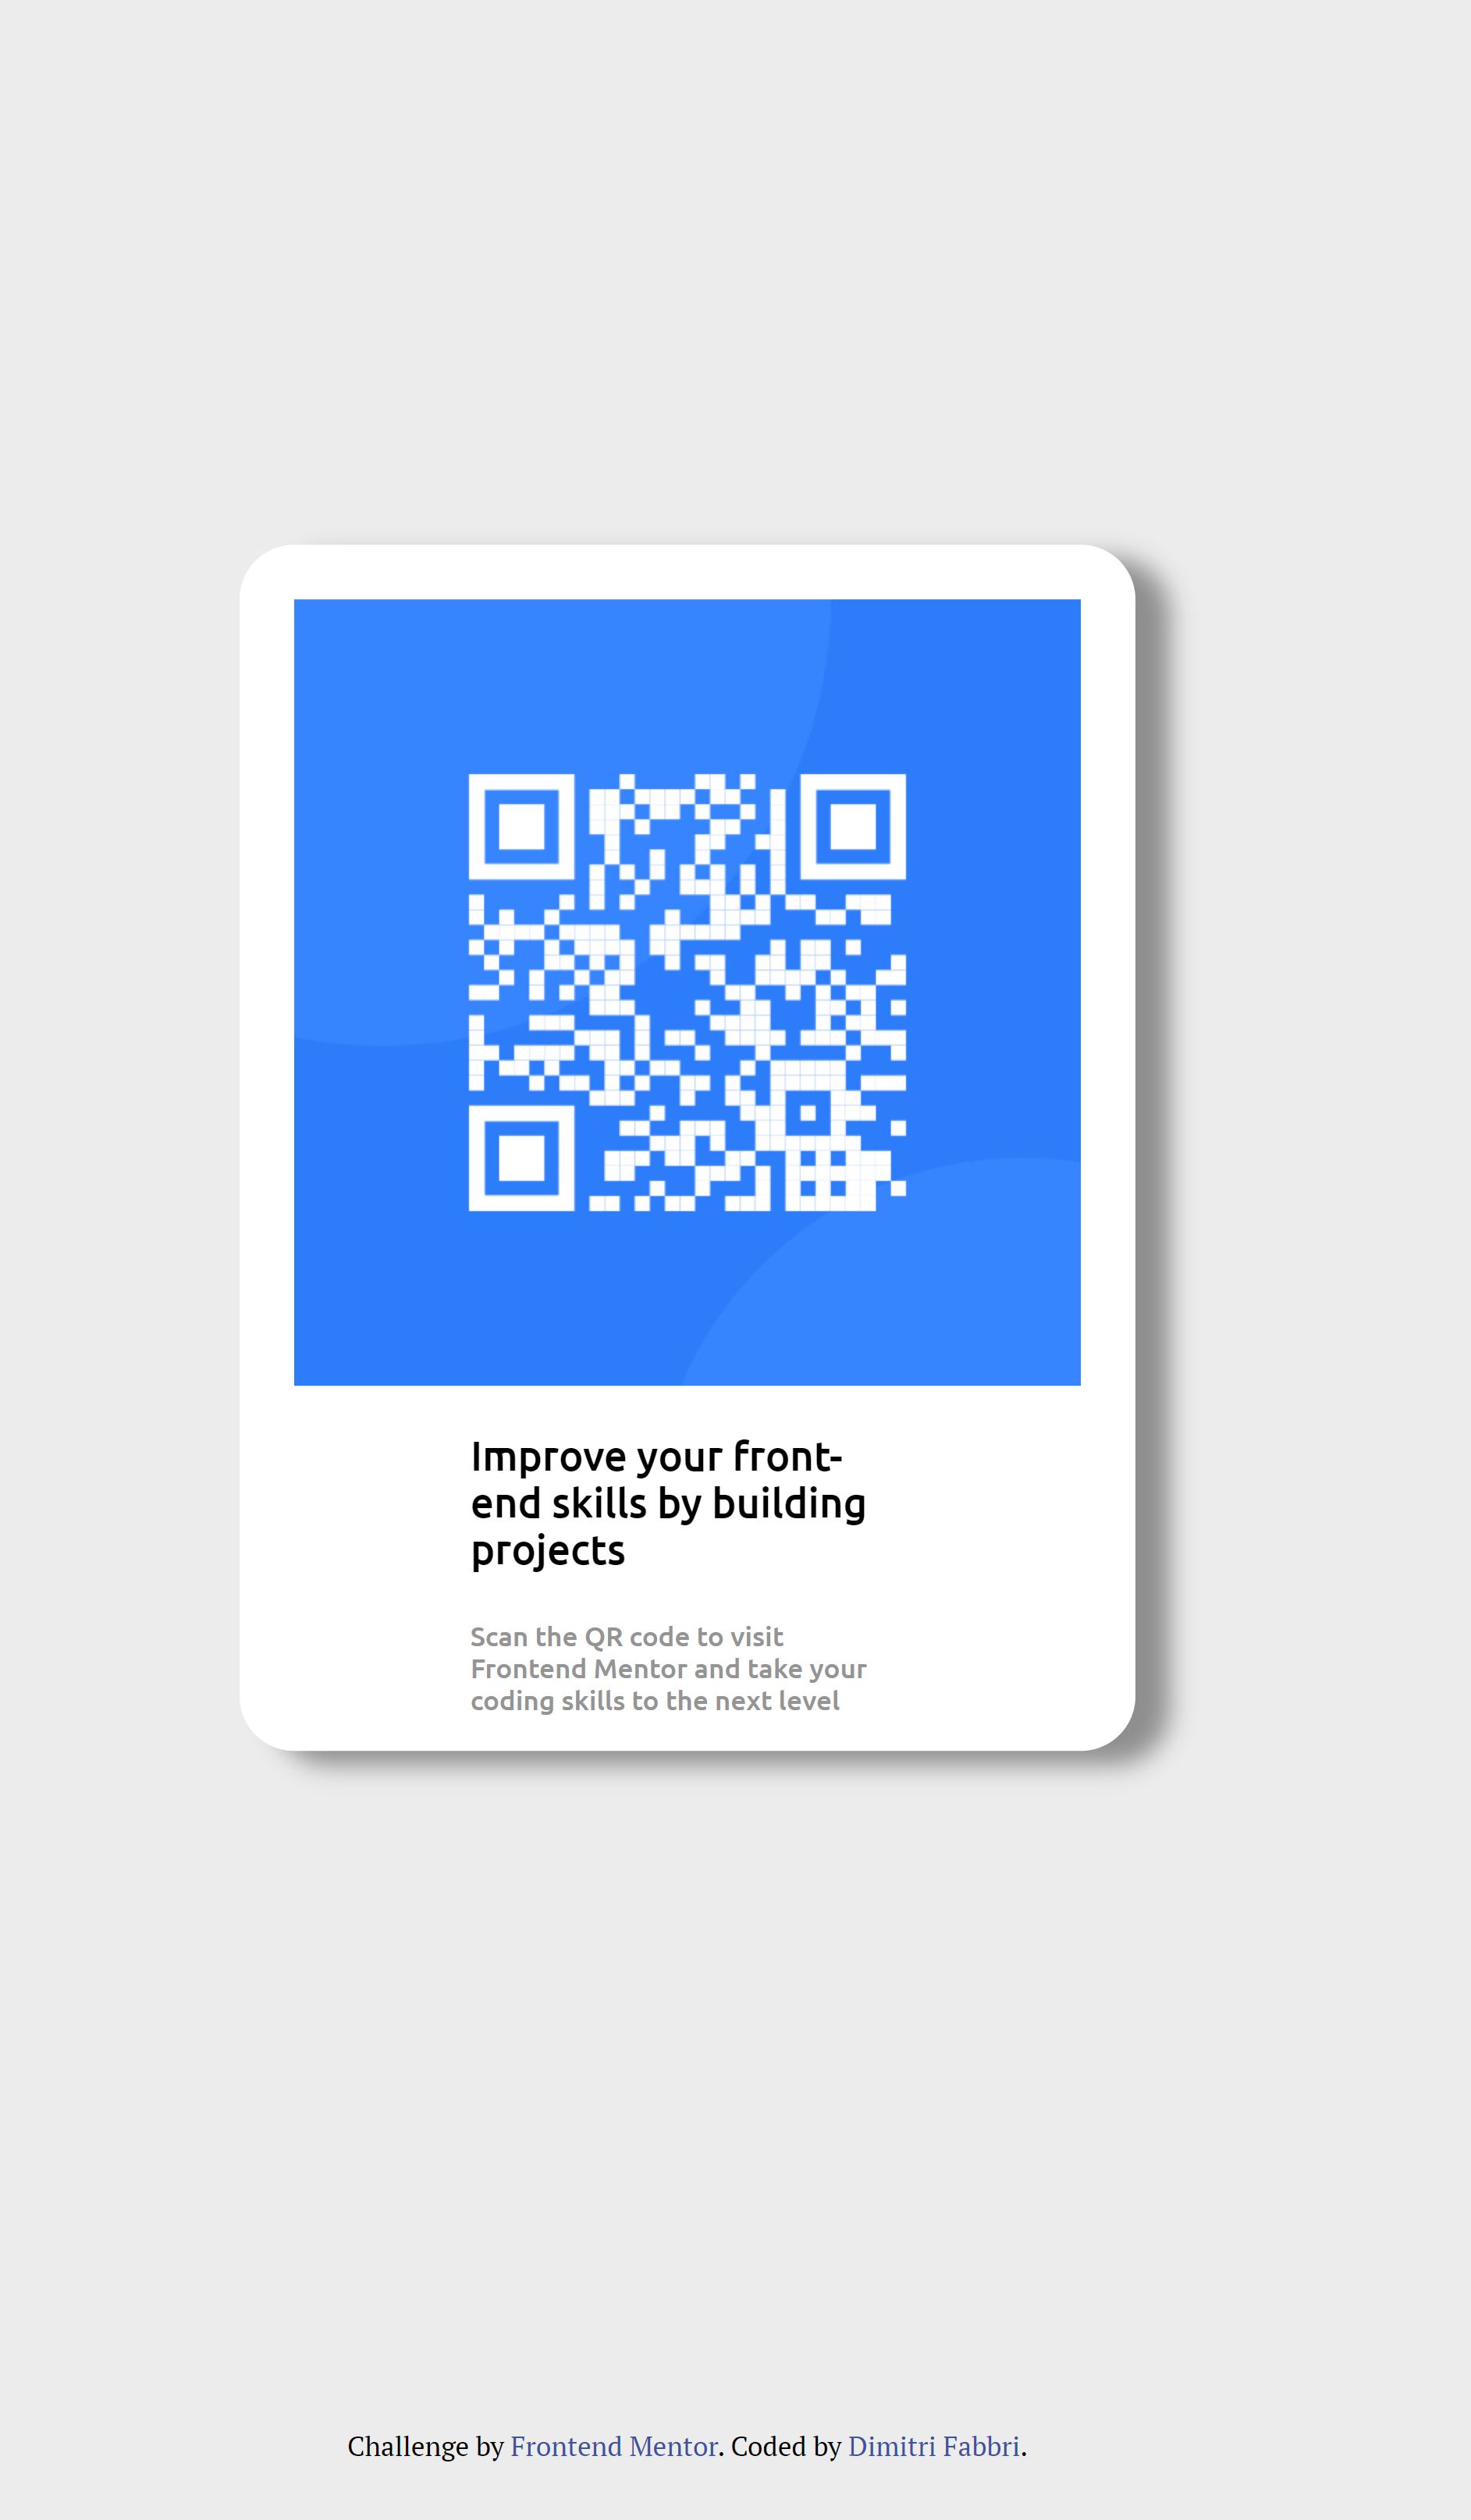 Improve your front-
end skills by building
projects
Scan the QR code to visit
Frontend Mentor and take your
coding skills to the next level
Challenge by Frontend Mentor. Coded by Dimitri Fabbri.